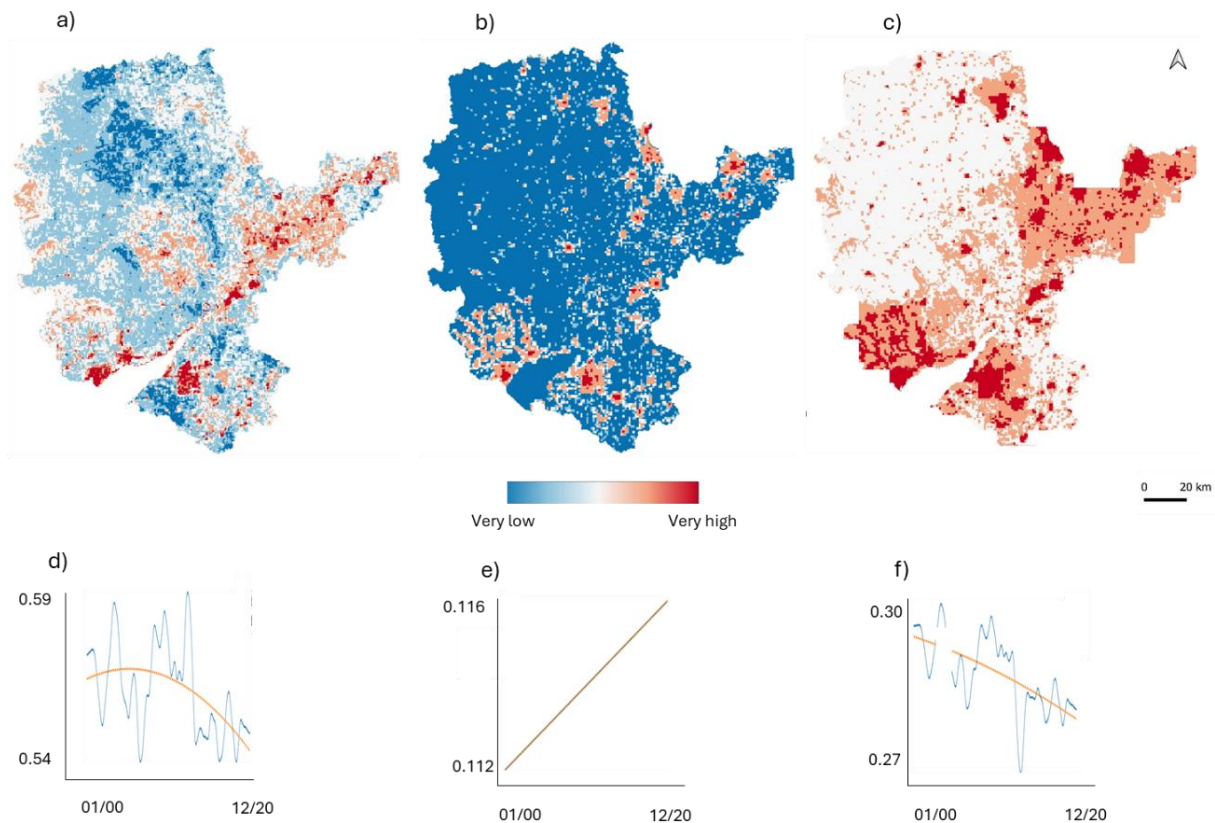 a)
b)
c)
0 20 km
Very low
Very high
d)
e)
f)
0.59
0.54
01/00
12/20
0.116
0.112
01/00
12/20
0.30
0.27
01/00
12/20